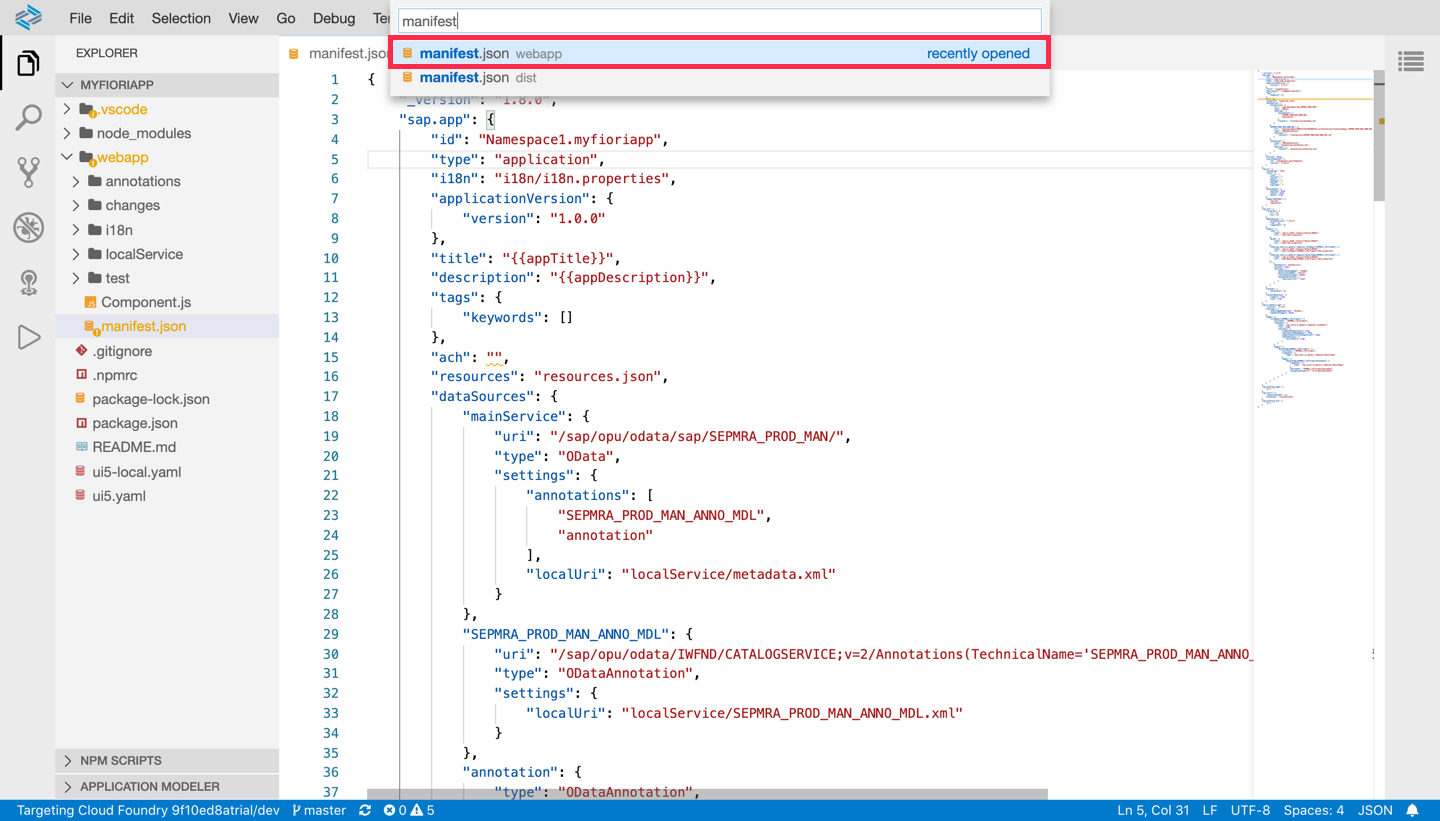 File Edit Selection View Go Debug Te
manifest
manifest.json webapp recently opened
manifest.json dist
EXPLORER
MYFIORIAPP
.vscode
node_modules
webapp
annotations
changes
i18n
localService
test
Component.js
manifest.json
.gitignore
.npmrc
package-lock.json
package.json
README.md
ui5-local.yaml
ui5.yaml
NPM SCRIPTS
APPLICATION MODELER
manifest.json
1 {
2 "_version": "1.8.0",
3 "sap.app": {
4 "id": "Namespace1.myfioriapp",
5 "type": "application",
6 "i18n": "i18n/i18n.properties",
7 "applicationVersion": {
8 "version": "1.0.0"
9 },
10 "title": "{{appTitle}}",
11 "description": "{{appDescription}}",
12 "tags": {
13 "keywords": []
14 },
15 "ach": "",
16 "resources": "resources.json",
17 "dataSources": {
18 "mainService": {
19 "uri": "/sap/opu/odata/sap/SEPMRA_PROD_MAN/",
20 "type": "OData",
21 "settings": {
22 "annotations": [
23 "SEPMRA_PROD_MAN_ANNO_MDL",
24 "annotation"
25 ],
26 "localUri": "localService/metadata.xml"
27 }
28 },
29 "SEPMRA_PROD_MAN_ANNO_MDL": {
30 "uri": "/sap/opu/odata/IWFND/CATALOGSERVICE;v=2/Annotations(TechnicalName='SEPMRA_PROD_MAN_ANNO_
31 "type": "ODataAnnotation",
32 "settings": {
33 "localUri": "localService/SEPMRA_PROD_MAN_ANNO_MDL.xml"
34 }
35 },
36 "annotation": {
37 "type": "ODataAnnotation",
Targeting Cloud Foundry 9f10ed8atrial/dev master 0 5 Ln 5, Col 31 LF UTF-8 Spaces: 4 JSON